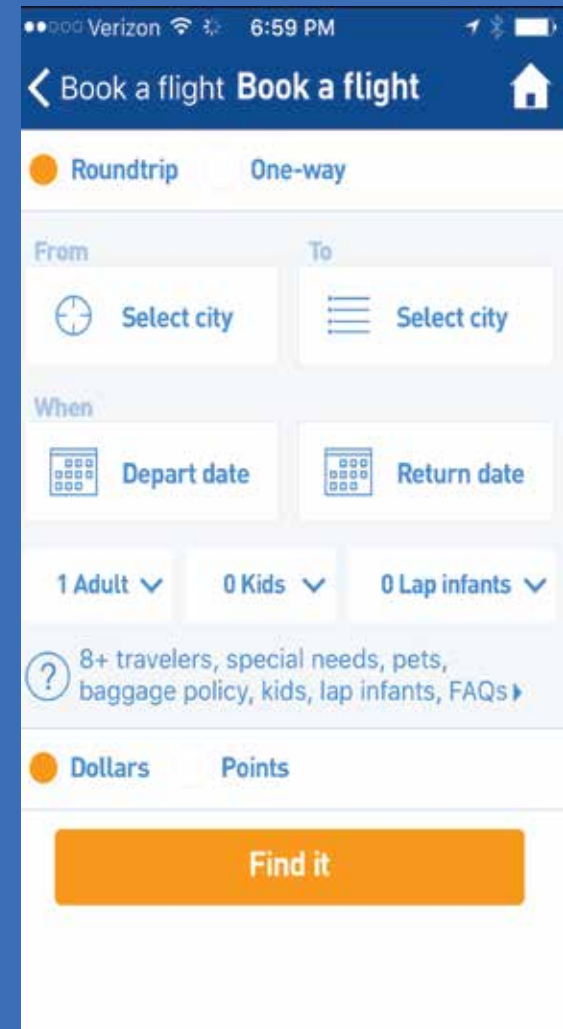 Verizon 6:59 PM
Book a flight Book a flight
Roundtrip One-way
From To
Select city Select city
When
Depart date Return date
1 Adult 0 Kids 0 Lap infants
? 8+ travelers, special needs, pets,
baggage policy, kids, lap infants, FAQs
Dollars Points
Find it